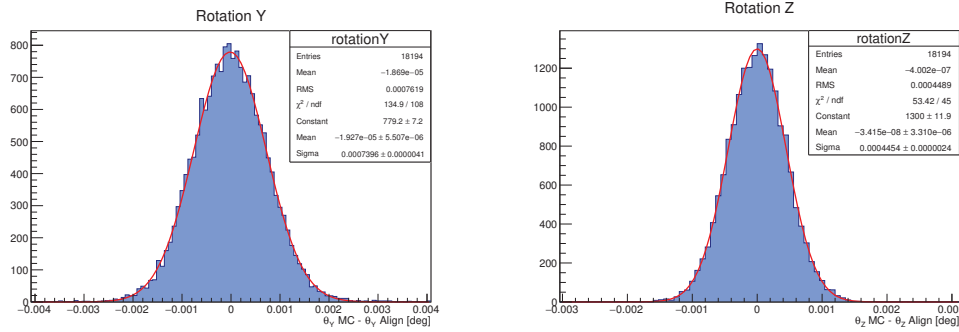 Rotation Y
rotationY
Entries 18194
Mean −1.869e−05
RMS 0.0007619
χ² / ndf 134.9 / 108
Constant 779.2 ± 7.2
Mean −1.927e−05 ± 5.507e−06
Sigma 0.0007396 ± 0.0000041
800
700
600
500
400
300
200
100
0
−0.004 −0.003 −0.002 −0.001 0 0.001 0.002 0.003 0.004
θY MC - θY Align [deg]
Rotation Z
rotationZ
Entries 18194
Mean −4.002e−07
RMS 0.0004489
χ² / ndf 53.42 / 45
Constant 1300 ± 11.9
Mean −3.415e−08 ± 3.310e−06
Sigma 0.0004454 ± 0.0000024
1200
1000
800
600
400
200
0
−0.003 −0.002 −0.001 0 0.001 0.002
θZ MC - θZ Align [deg]